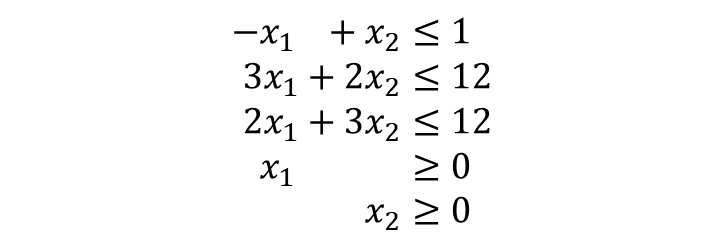 −x₁ + x₂ ≤ 1
3x₁ + 2x₂ ≤ 12
2x₁ + 3x₂ ≤ 12
x₁ ≥ 0
x₂ ≥ 0